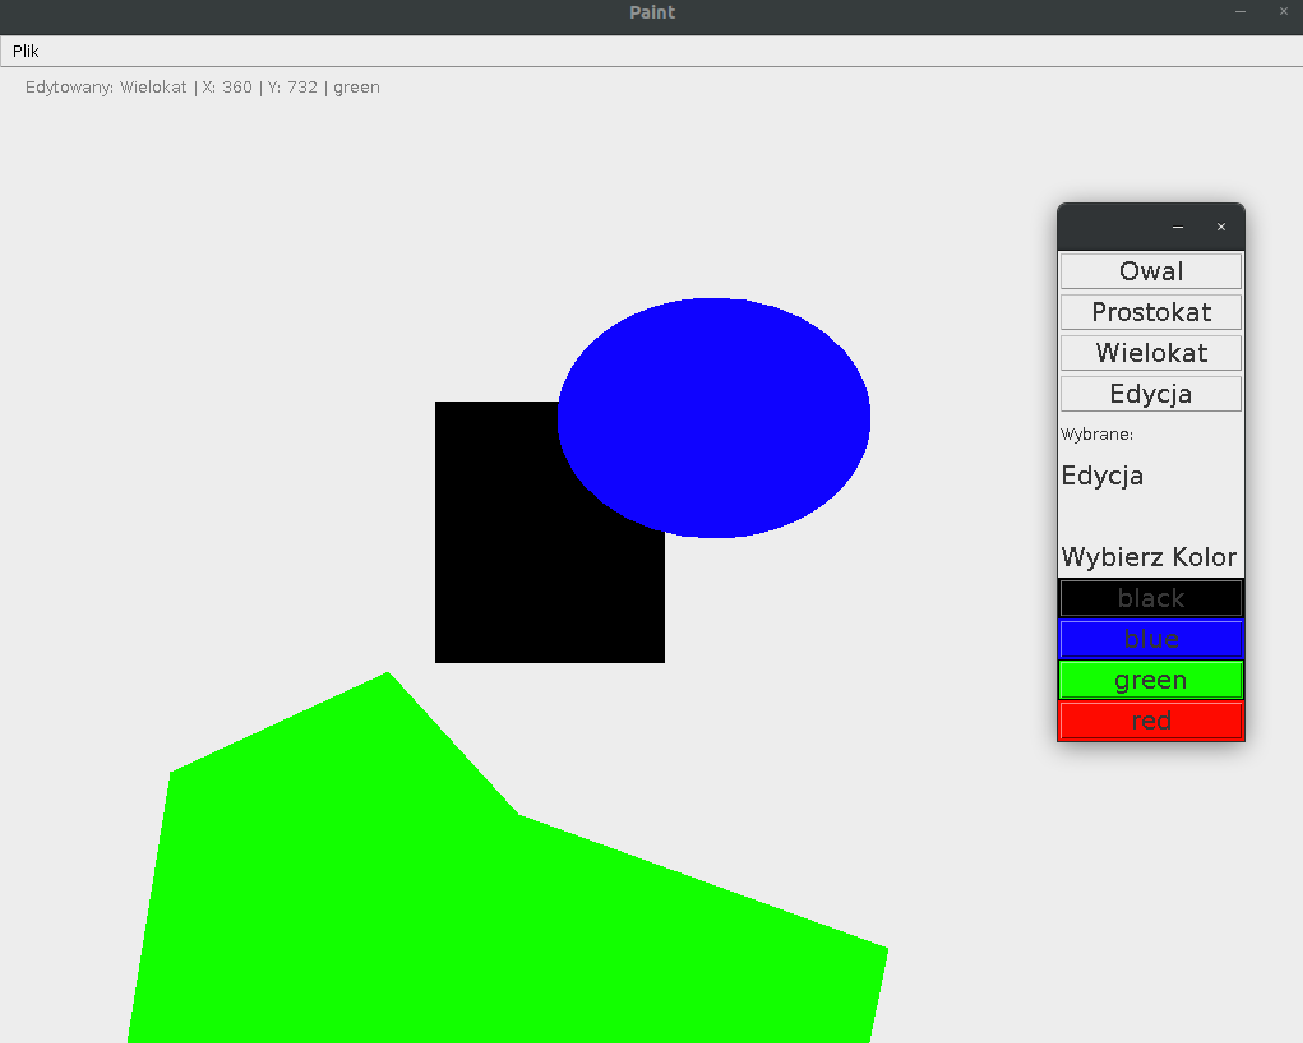 Paint
Plik
Edytowany: Wielokat | X: 360 | Y: 732 | green
Owal
Prostokat
Wielokat
Edycja
Wybrane:
Edycja
Wybierz Kolor
black
blue
green
red